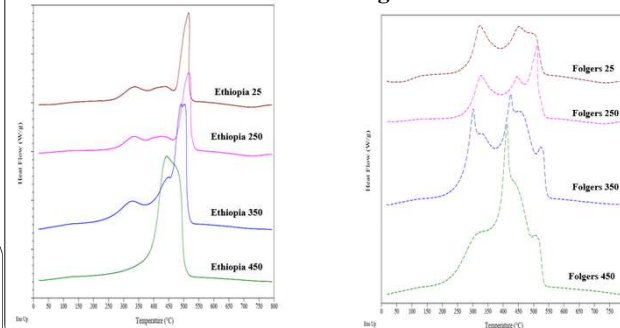 Ethiopia 25
Ethiopia 250
Ethiopia 350
Ethiopia 450
Heat Flow (W/g)
0 50 100 150 200 250 300 350 400 450 500 550 600 650 700 750 800
Exo Up
Temperature (°C)
Folgers 25
Folgers 250
Folgers 350
Folgers 450
Heat Flow (W/g)
0 50 100 150 200 250 300 350 400 450 500 550 600 650 700 750 800
Exo Up
Temperature (°C)